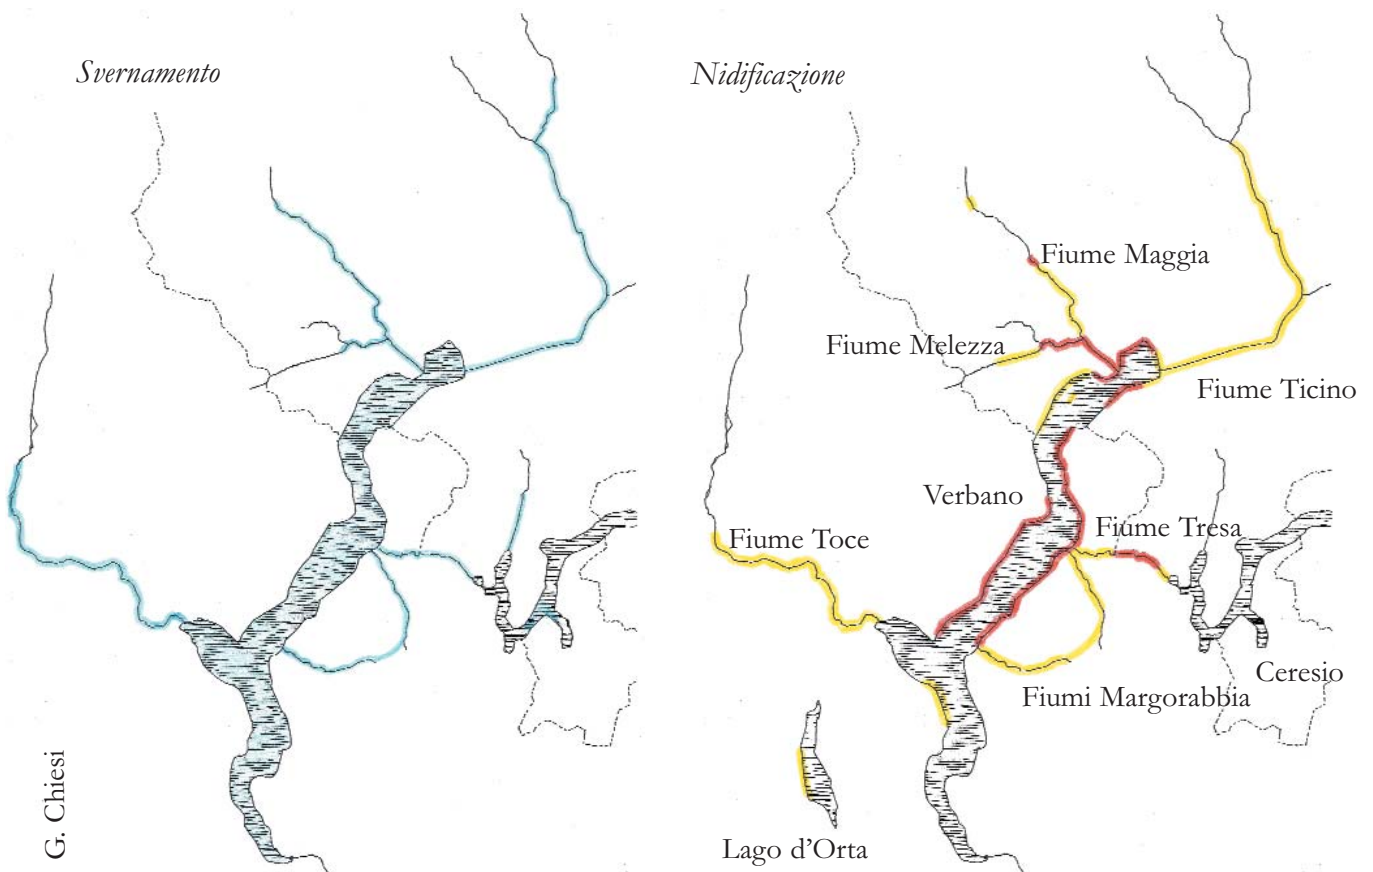 Svernamento
Nidificazione
Fiume Maggia
Fiume Melezza
Fiume Ticino
Verbano
Fiume Tresa
Fiume Toce
Ceresio
Fiumi Margorabbia
G. Chiesi
Lago d'Orta